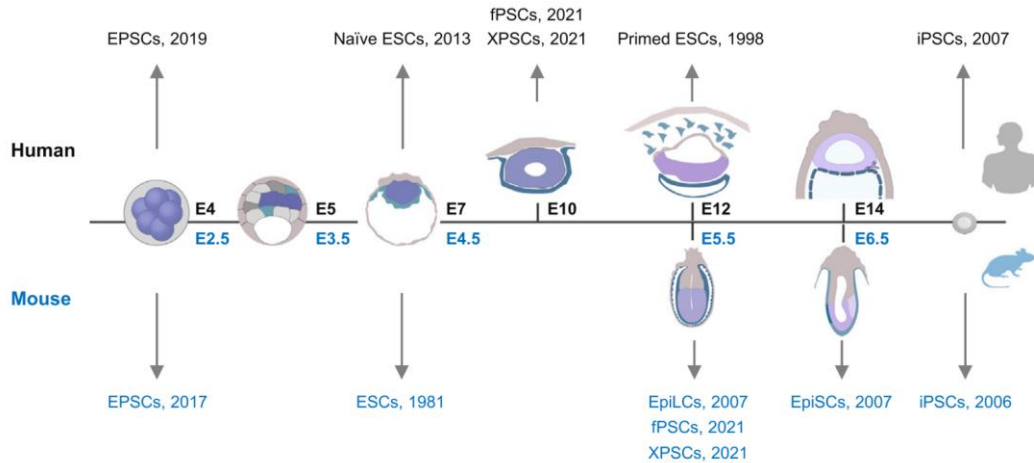 fPSCs, 2021
EPSCs, 2019 Naïve ESCs, 2013 XPSCs, 2021 Primed ESCs, 1998 iPSCs, 2007
Human
E4 E5 E7 E10 E12 E14
E2.5 E3.5 E4.5 E5.5 E6.5
Mouse
EPSCs, 2017 ESCs, 1981 EpiLCs, 2007 EpiSCs, 2007 iPSCs, 2006
fPSCs, 2021
XPSCs, 2021